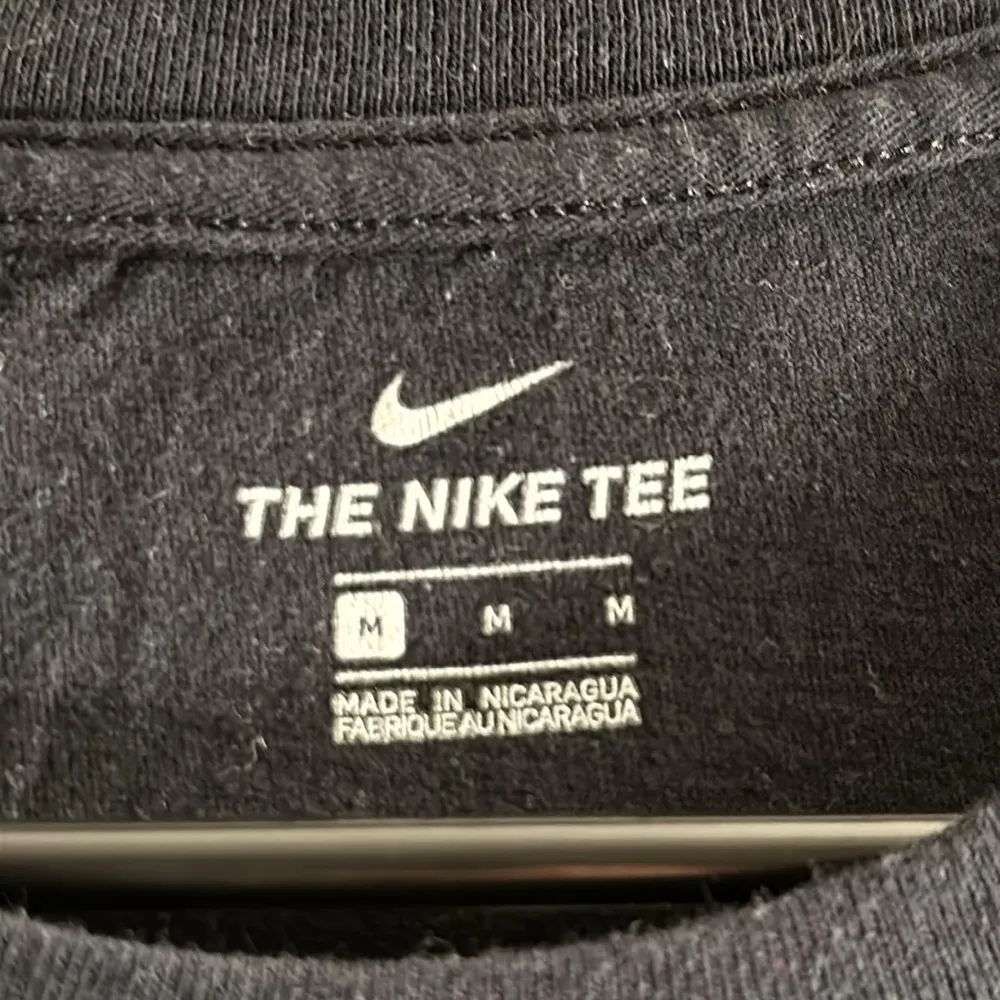 THE NIKE TEE
M M M
MADE IN NICARAGUA
FABRIQUE AU NICARAGUA